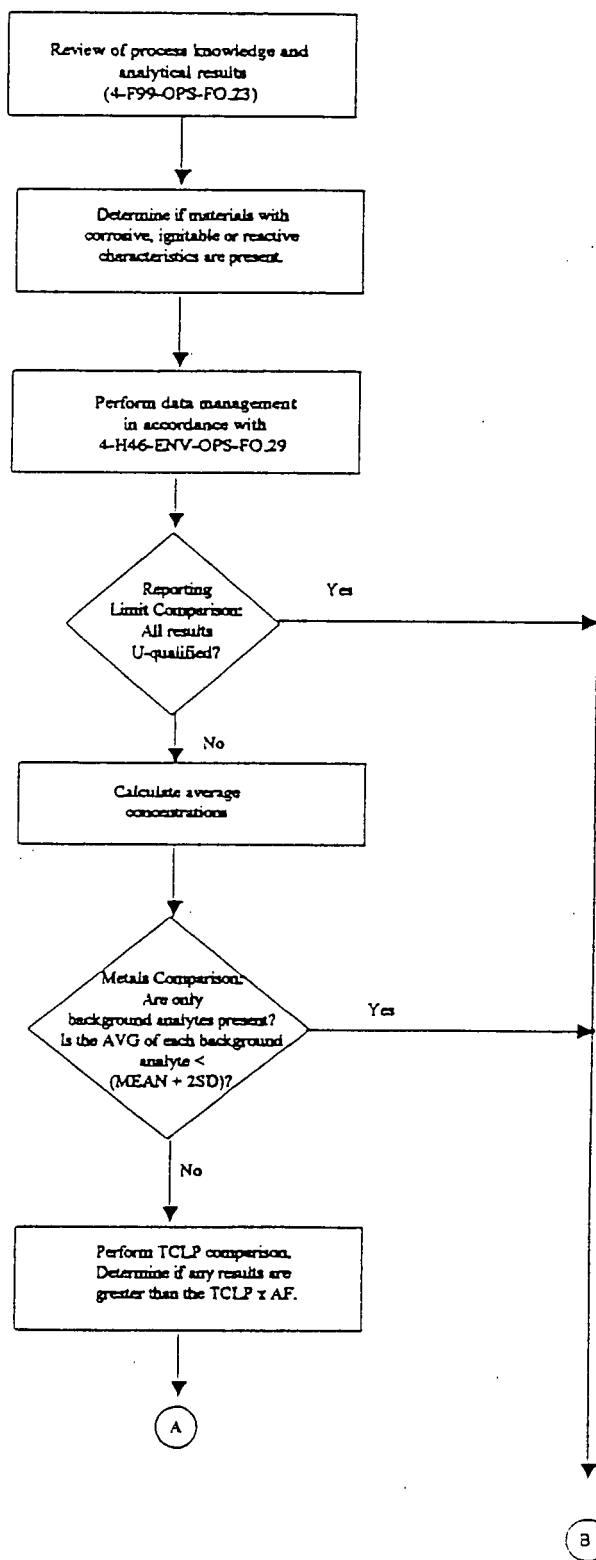 Review of process knowledge and
analytical results
(4-F99-OPS-FO.23)
Determine if materials with
corrosive, ignitable or reactive
characteristics are present.
Perform data management
in accordance with
4-H46-ENV-OPS-FO.29
Reporting
Limit Comparison:
All results
U-qualified?
Yes
No
Calculate average
concentrations
Metals Comparison:
Are only
background analytes present?
Is the AVG of each background
analyte <
(MEAN + 2SD)?
Yes
No
Perform TCLP comparison.
Determine if any results are
greater than the TCLP x AF.
A
B